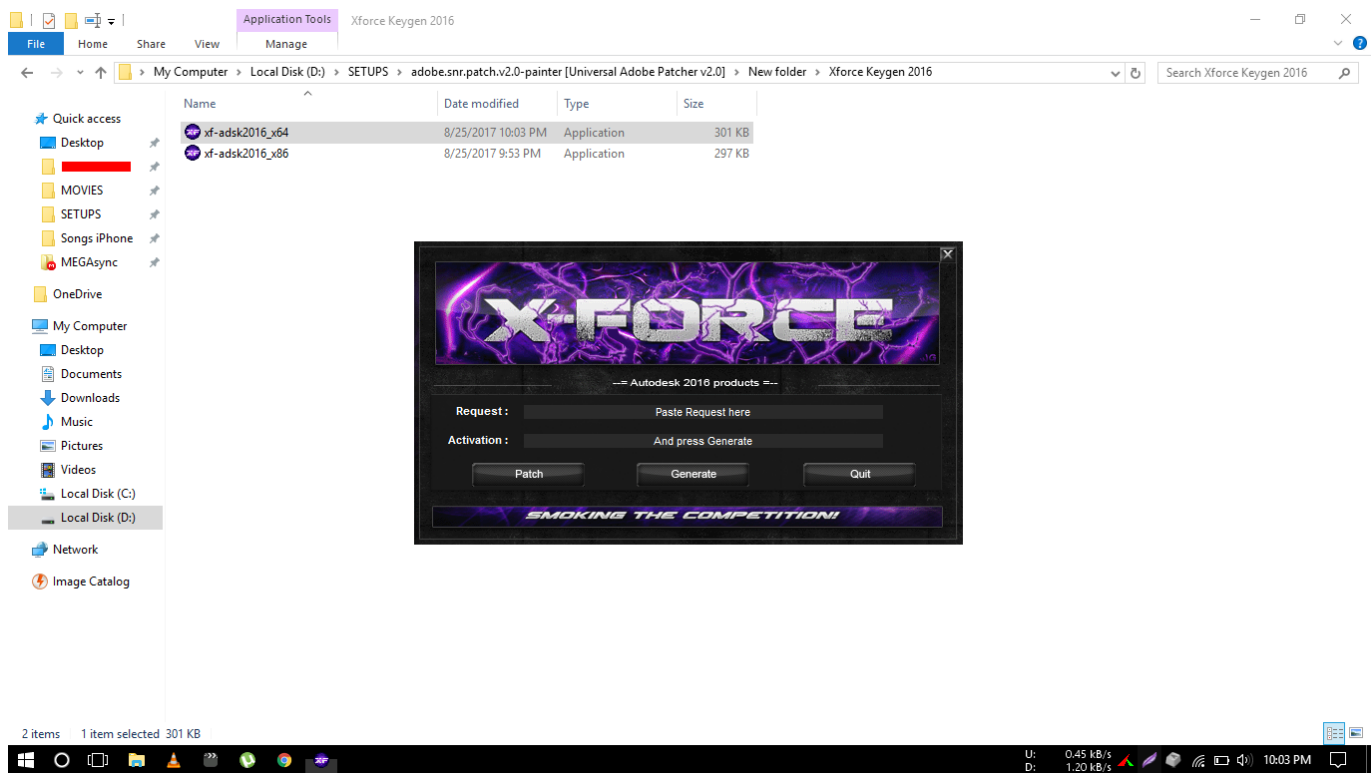 Application Tools Xforce Keygen 2016
File Home Share View Manage
My Computer Local Disk (D:) SETUPS adobe.snr.patch.v2.0-painter [Universal Adobe Patcher v2.0] New folder Xforce Keygen 2016 Search Xforce Keygen 2016
Name Date modified Type Size
xf-adsk2016_x64 8/25/2017 10:03 PM Application 301 KB
xf-adsk2016_x86 8/25/2017 9:53 PM Application 297 KB
Quick access
Desktop
MOVIES
SETUPS
Songs iPhone
MEGAsync
OneDrive
My Computer
Desktop
Documents
Downloads
Music
Pictures
Videos
Local Disk (C:)
Local Disk (D:)
Network
Image Catalog
X-FORCE
--= Autodesk 2016 products =--
Request : Paste Request here
Activation : And press Generate
Patch Generate Quit
SMOKING THE COMPETITION!
2 items 1 item selected 301 KB
U: 0.45 kB/s
D: 1.20 kB/s
10:03 PM